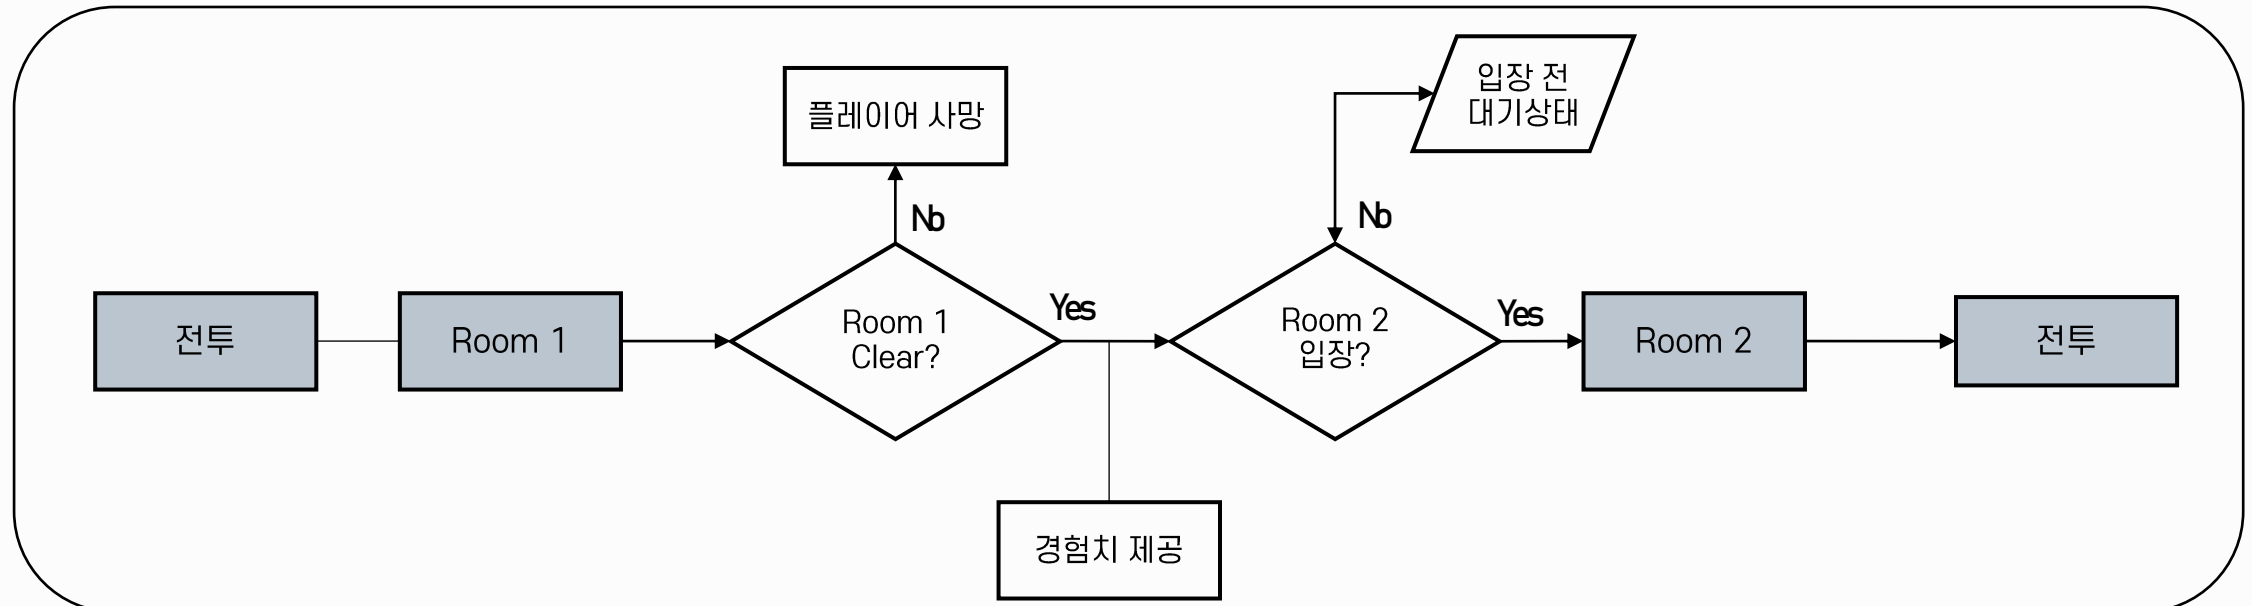 플레이어 사망
입장 전
대기상태
No
No
전투
Room 1
Room 1
Clear?
Yes
Room 2
입장?
Yes
Room 2
전투
경험치 제공